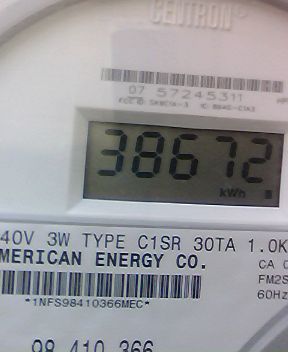 CENTRON®
07 57245311
38672
kWh
40V 3W TYPE C1SR 30TA 1.0K
MERICAN ENERGY CO.
CA 0
FM2S
60Hz
*1NFS98410366MEC*
98 410 366